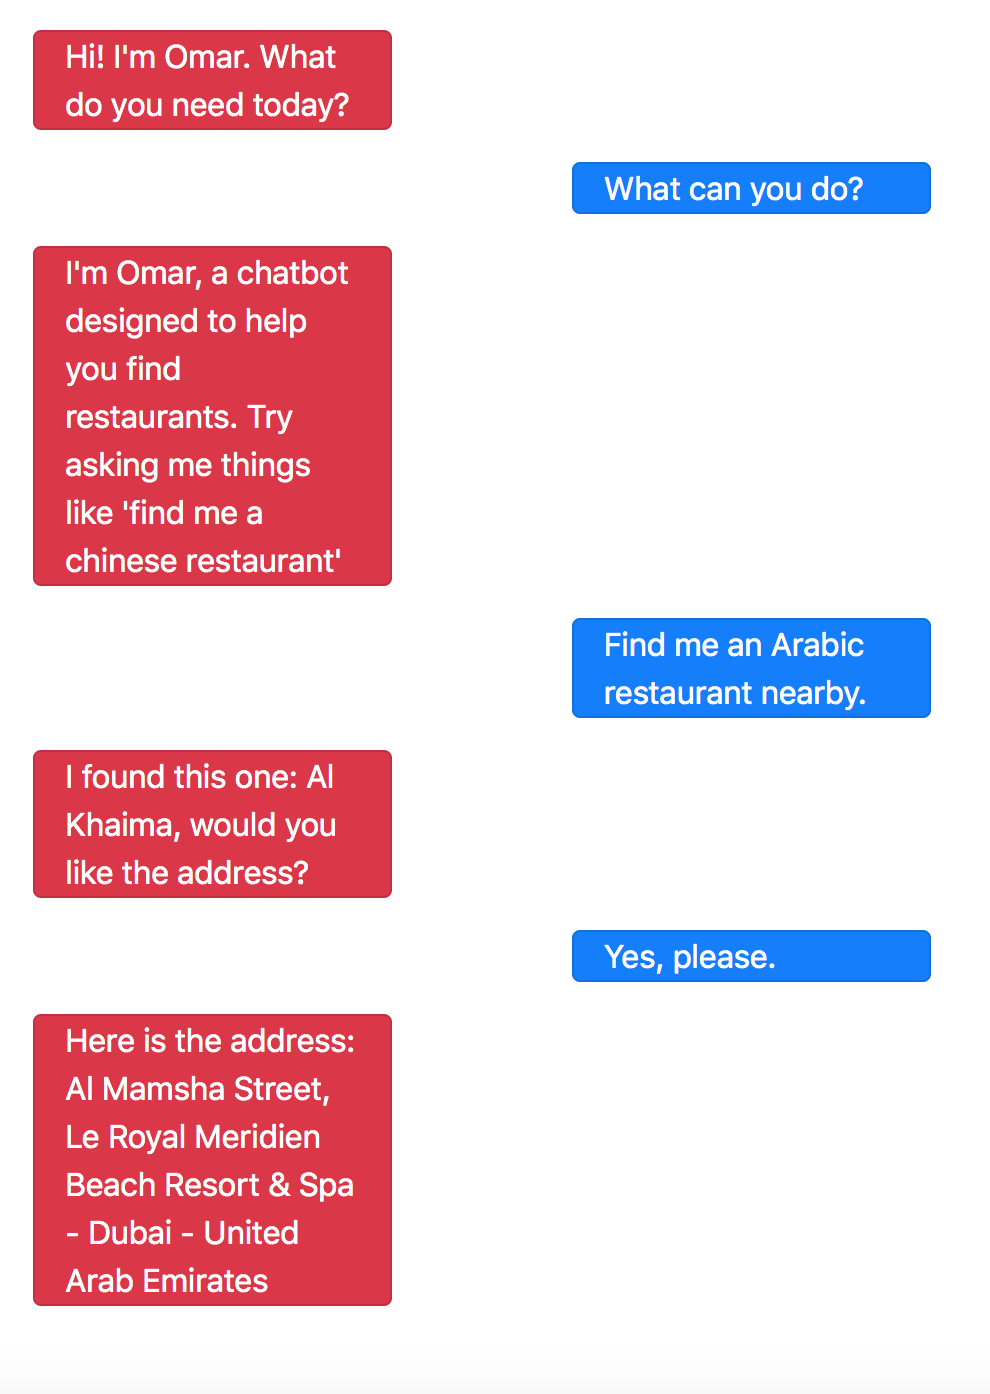 Hi! I'm Omar. What
do you need today?
What can you do?
I'm Omar, a chatbot
designed to help
you find
restaurants. Try
asking me things
like 'find me a
chinese restaurant'
Find me an Arabic
restaurant nearby.
I found this one: Al
Khaima, would you
like the address?
Yes, please.
Here is the address:
Al Mamsha Street,
Le Royal Meridien
Beach Resort & Spa
- Dubai - United
Arab Emirates